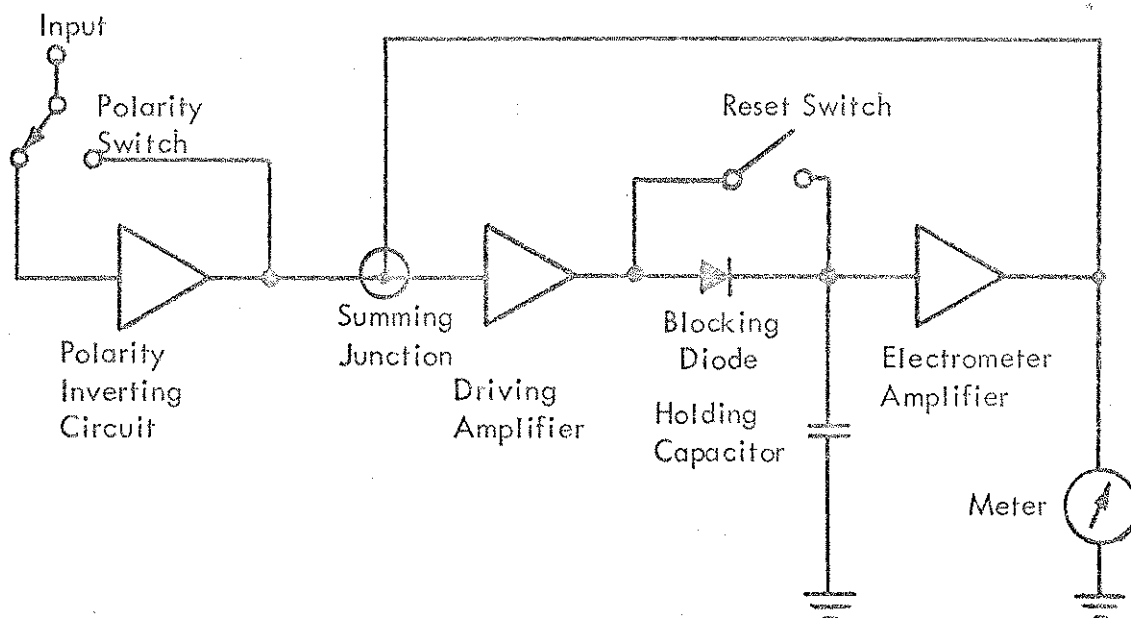 Input
Polarity
Switch
Reset Switch
Polarity
Inverting
Circuit
Summing
Junction
Driving
Amplifier
Blocking
Diode
Holding
Capacitor
Electrometer
Amplifier
Meter